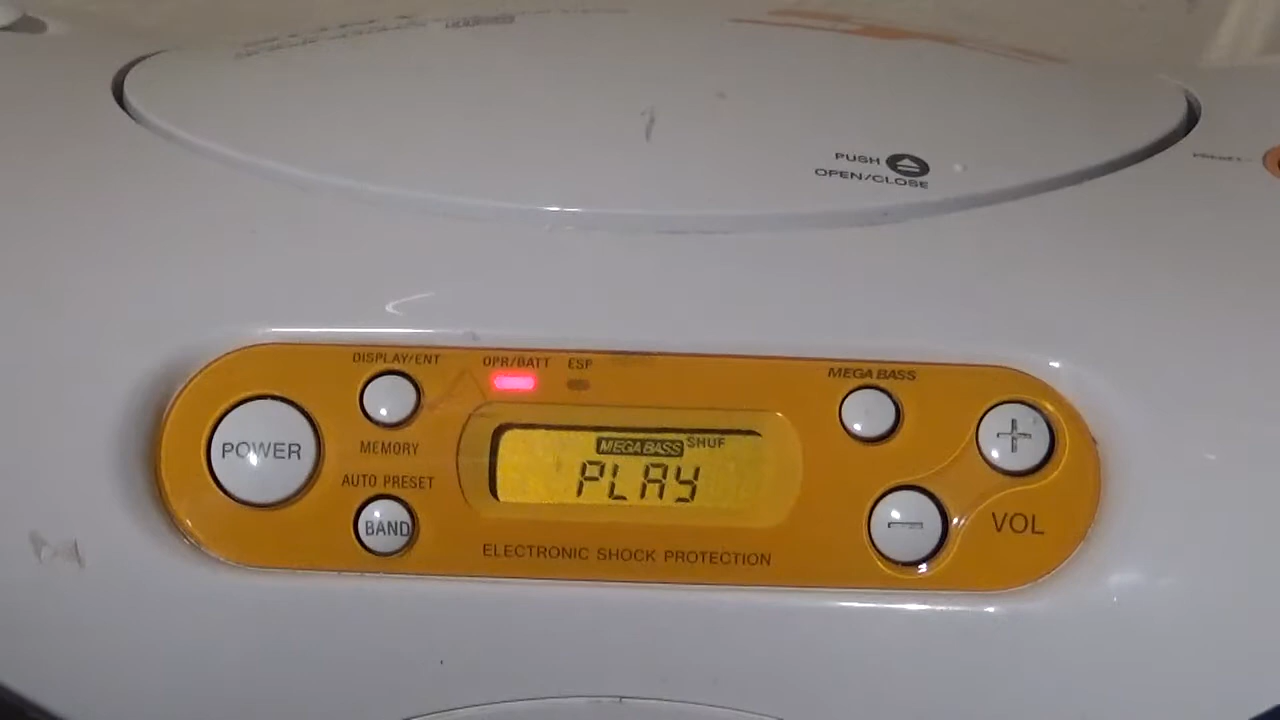 PUSH
OPEN/CLOSE
DISPLAY/ENT
OPR/BATT
ESP
MEGA BASS
POWER
MEMORY
MEGA BASS SHUF
PLAY
AUTO PRESET
BAND
VOL
ELECTRONIC SHOCK PROTECTION